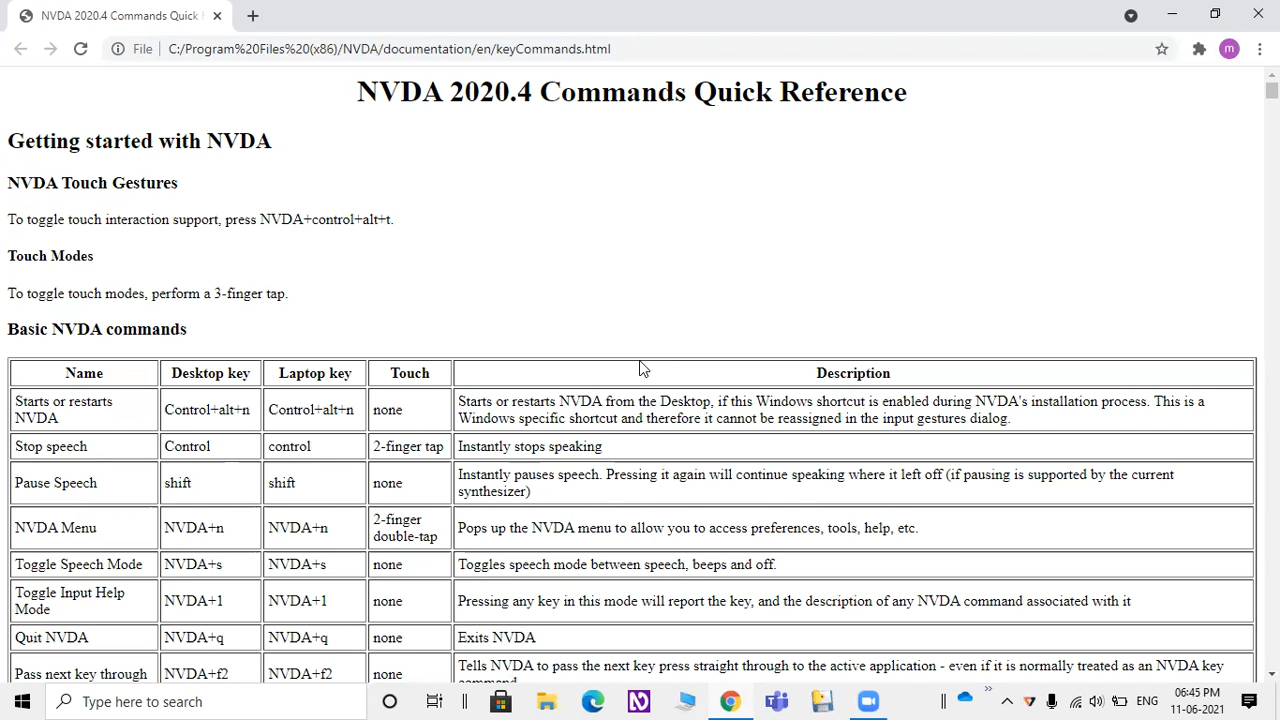 NVDA 2020.4 Commands Quick
File
C:/Program%20Files%20(x86)/NVDA/documentation/en/keyCommands.html
m
NVDA 2020.4 Commands Quick Reference
Getting started with NVDA
NVDA Touch Gestures
To toggle touch interaction support, press NVDA+control+alt+t.
Touch Modes
To toggle touch modes, perform a 3-finger tap.
Basic NVDA commands
Name Desktop key Laptop key Touch Description
Starts or restarts
NVDA
Control+alt+n
Control+alt+n
none
Starts or restarts NVDA from the Desktop, if this Windows shortcut is enabled during NVDA's installation process. This is a
Windows specific shortcut and therefore it cannot be reassigned in the input gestures dialog.
Stop speech Control control 2-finger tap Instantly stops speaking
Pause Speech shift shift none
Instantly pauses speech. Pressing it again will continue speaking where it left off (if pausing is supported by the current
synthesizer)
NVDA Menu NVDA+n NVDA+n
2-finger
double-tap
Pops up the NVDA menu to allow you to access preferences, tools, help, etc.
Toggle Speech Mode NVDA+s NVDA+s none Toggles speech mode between speech, beeps and off.
Toggle Input Help
Mode
NVDA+1 NVDA+1 none Pressing any key in this mode will report the key, and the description of any NVDA command associated with it
Quit NVDA NVDA+q NVDA+q none Exits NVDA
Pass next key through NVDA+f2 NVDA+f2 none
Tells NVDA to pass the next key press straight through to the active application - even if it is normally treated as an NVDA key
command
Type here to search
ENG
06:45 PM
11-06-2021